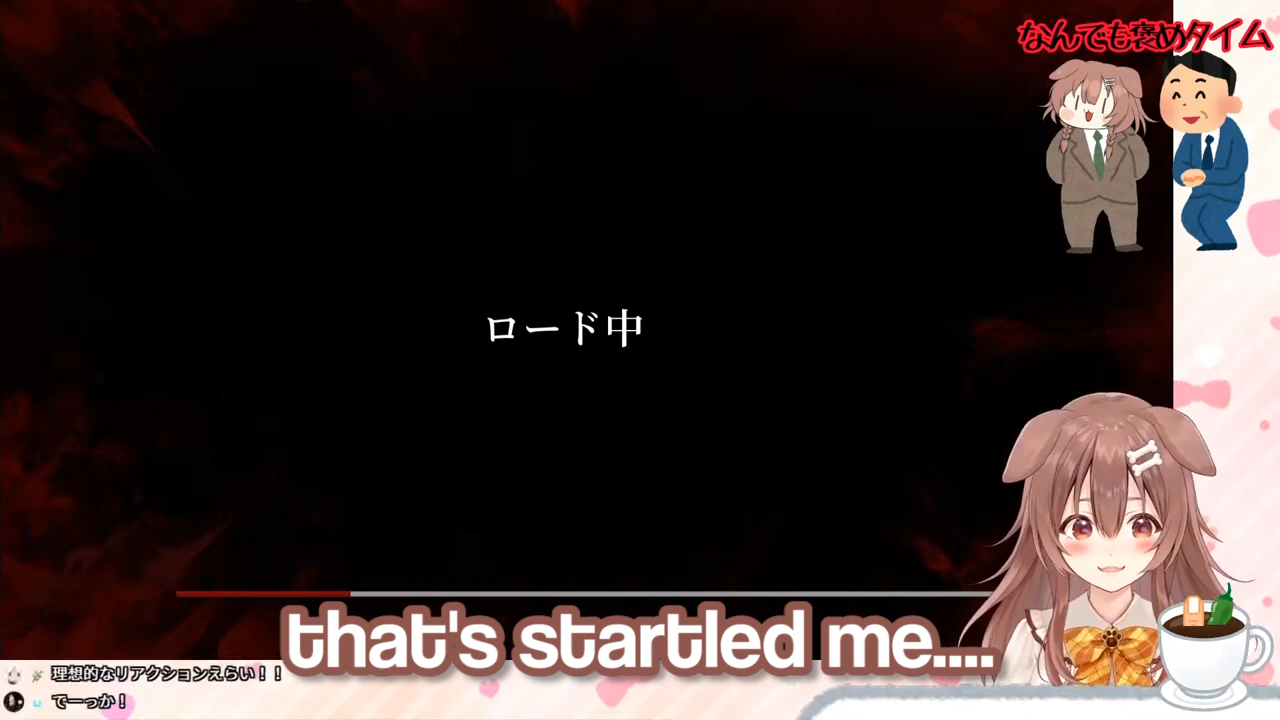 なんでも褒めタイム
ロード中
that's startled me....
理想的なリアクションえらい！！
でーっか！